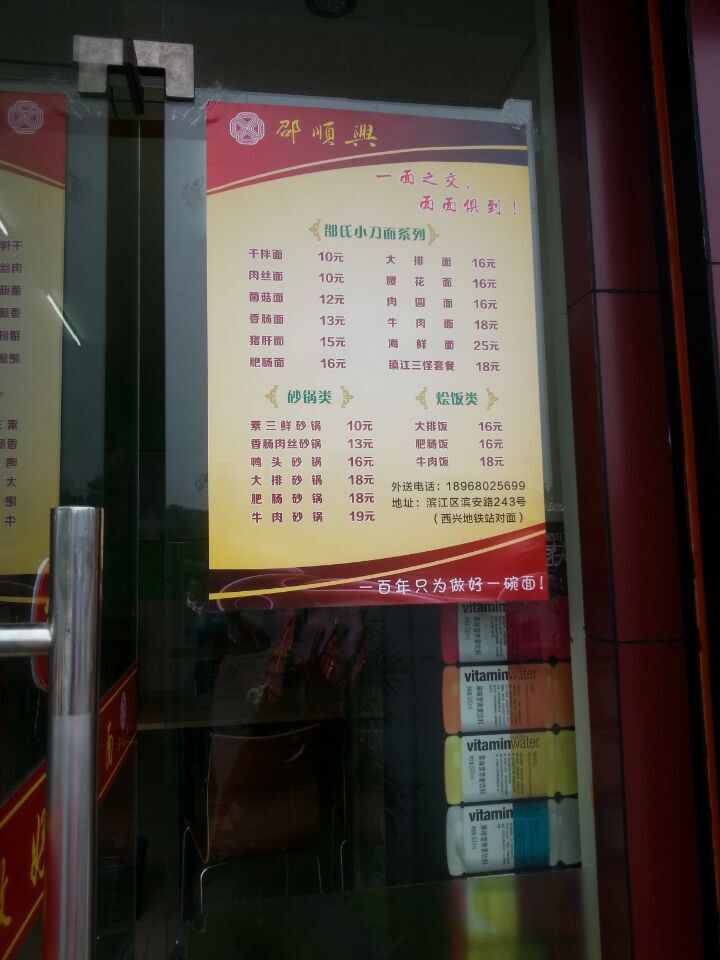 邵順興
一面之交，
面面俱到！
邵氏小刀面系列
干拌面 10元
肉丝面 10元
菌菇面 12元
香肠面 13元
猪肝面 15元
肥肠面 16元
大排面 16元
腰花面 16元
肉圆面 16元
牛肉面 18元
海鲜面 25元
镇江三怪套餐 18元
砂锅类
素三鲜砂锅 10元
香肠肉丝砂锅 13元
鸭头砂锅 16元
大排砂锅 18元
肥肠砂锅 18元
牛肉砂锅 19元
烩饭类
大排饭 16元
肥肠饭 16元
牛肉饭 18元
外送电话：18968025699
地址：滨江区滨安路243号
（西兴地铁站对面）
一百年只为做好一碗面！
vitaminwater
vitaminwater
vitaminwater
vitaminwater
面
做好